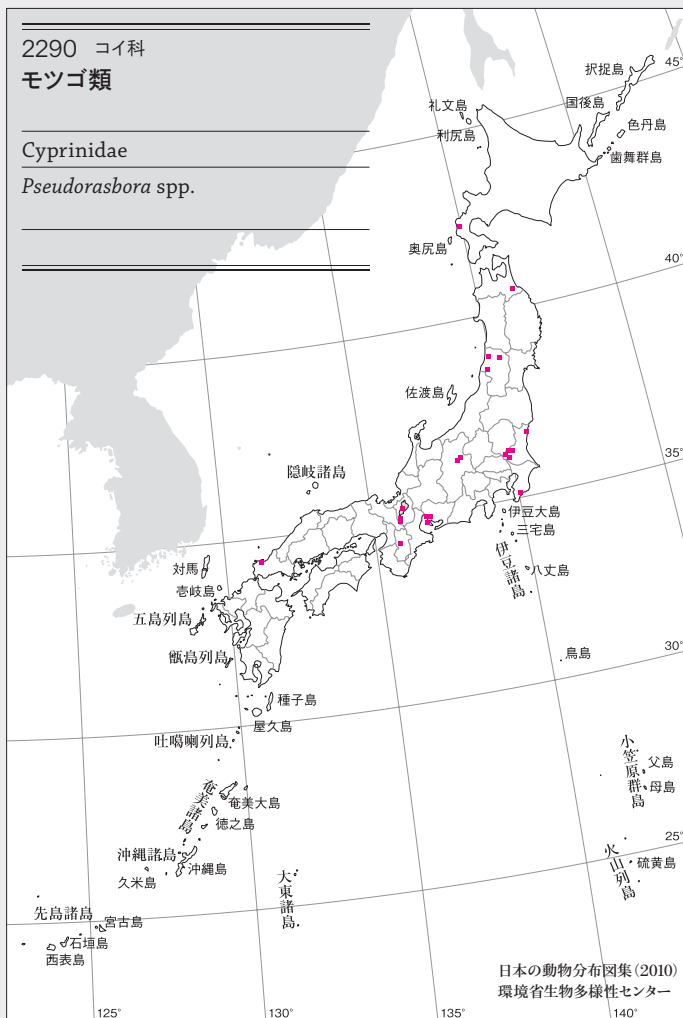 2290 コイ科
モツゴ類
Cyprinidae
Pseudorasbora spp.
45°
択捉島
国後島
礼文島
色丹島
利尻島
歯舞群島
奥尻島
40°
佐渡島
35°
隠岐諸島
伊豆大島
三宅島
伊豆諸島
八丈島
対馬
壱岐島
五島列島
甑島列島
鳥島
30°
種子島
屋久島
吐噶喇列島
小笠原群島
父島
母島
奄美諸島
奄美大島
徳之島
25°
沖縄諸島
沖縄島
久米島
火山列島
硫黄島
大東諸島
先島諸島
宮古島
石垣島
西表島
日本の動物分布図集(2010)
環境省生物多様性センター
125°
130°
135°
140°